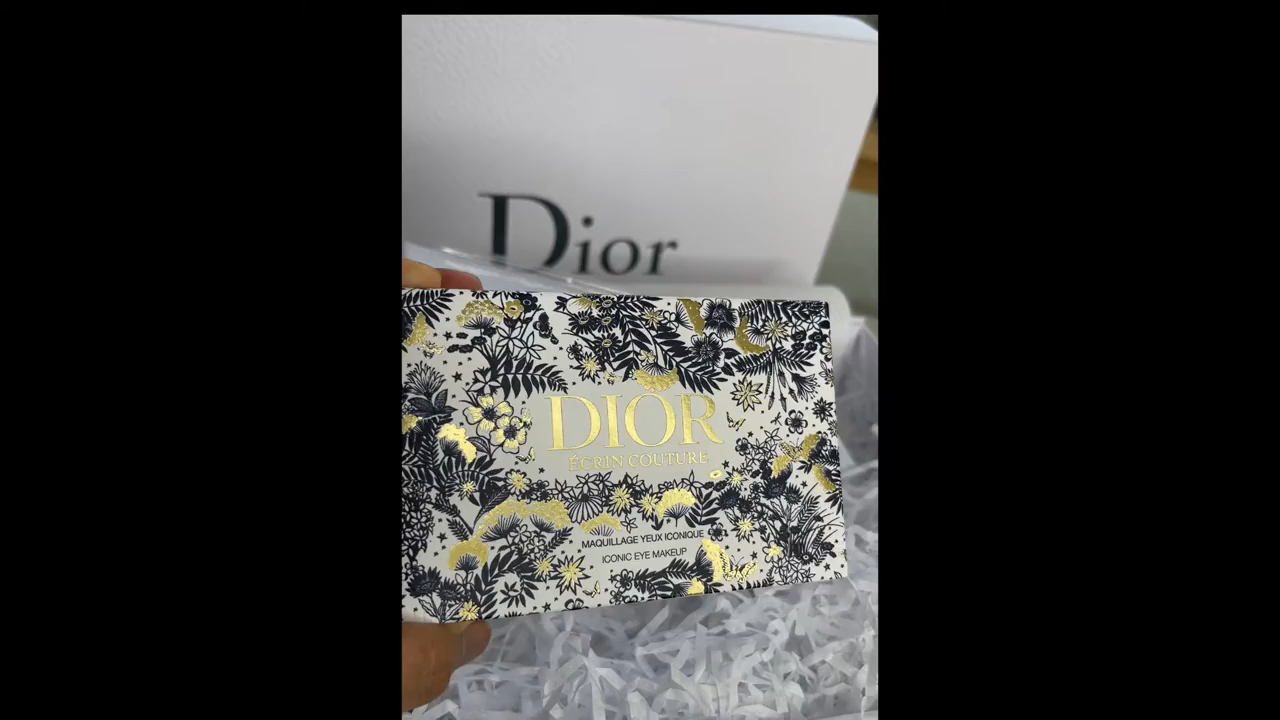 Dior
DIOR
ÉCRIN COUTURE
MAQUILLAGE YEUX ICONIQUE
ICONIC EYE MAKEUP